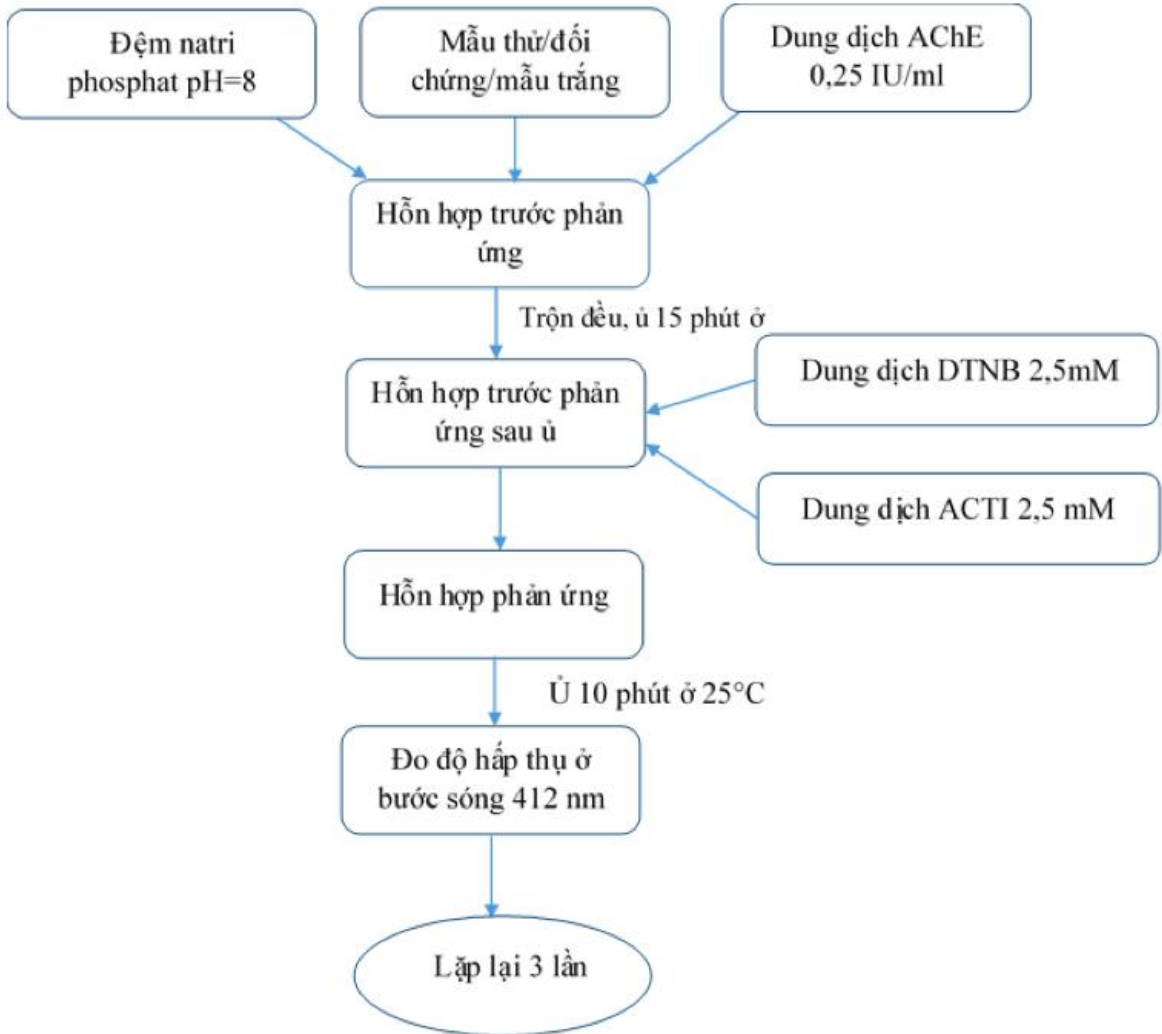 Đệm natri
phosphat pH=8
Mẫu thử/đối
chứng/mẫu trắng
Dung dịch AChE
0,25 IU/ml
Hỗn hợp trước phản
ứng
Trộn đều, ủ 15 phút ở
Hỗn hợp trước phản
ứng sau ủ
Dung dịch DTNB 2,5mM
Dung dịch ACTI 2,5 mM
Hỗn hợp phản ứng
Ủ 10 phút ở 25°C
Đo độ hấp thụ ở
bước sóng 412 nm
Lặp lại 3 lần